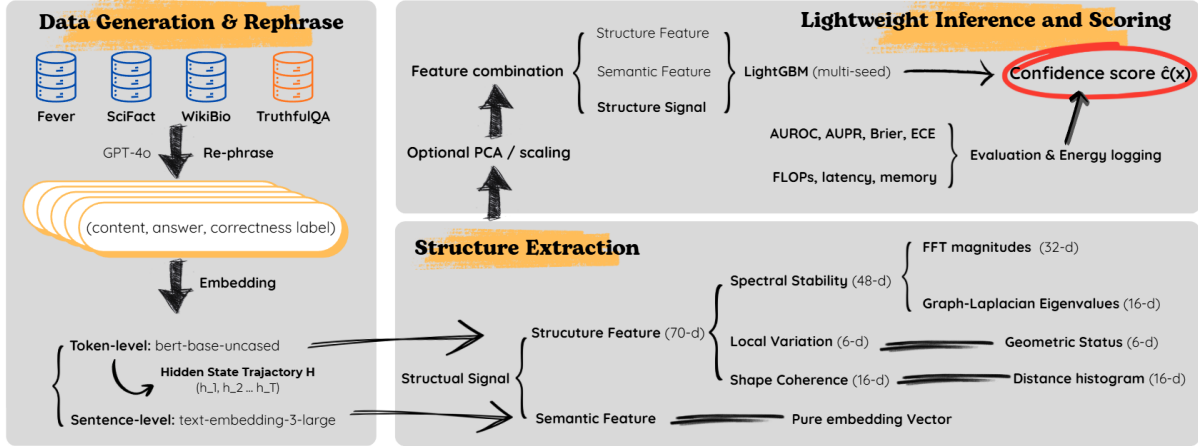 Data Generation & Rephrase
Fever
SciFact
WikiBio
TruthfulQA
GPT-4o
Re-phrase
(content, answer, correctness label)
Embedding
Token-level: bert-base-uncased
Hidden State Trajactory H
(h_1, h_2 ... h_T)
Sentence-level: text-embedding-3-large
Lightweight Inference and Scoring
Feature combination
Structure Feature
Semantic Feature
Structure Signal
LightGBM (multi-seed)
Confidence score ĉ(x)
Optional PCA / scaling
AUROC, AUPR, Brier, ECE
FLOPs, latency, memory
Evaluation & Energy logging
Structure Extraction
Structual Signal
Strucuture Feature (70-d)
Semantic Feature
Spectral Stability (48-d)
FFT magnitudes (32-d)
Graph-Laplacian Eigenvalues (16-d)
Local Variation (6-d)
Geometric Status (6-d)
Shape Coherence (16-d)
Distance histogram (16-d)
Pure embedding Vector